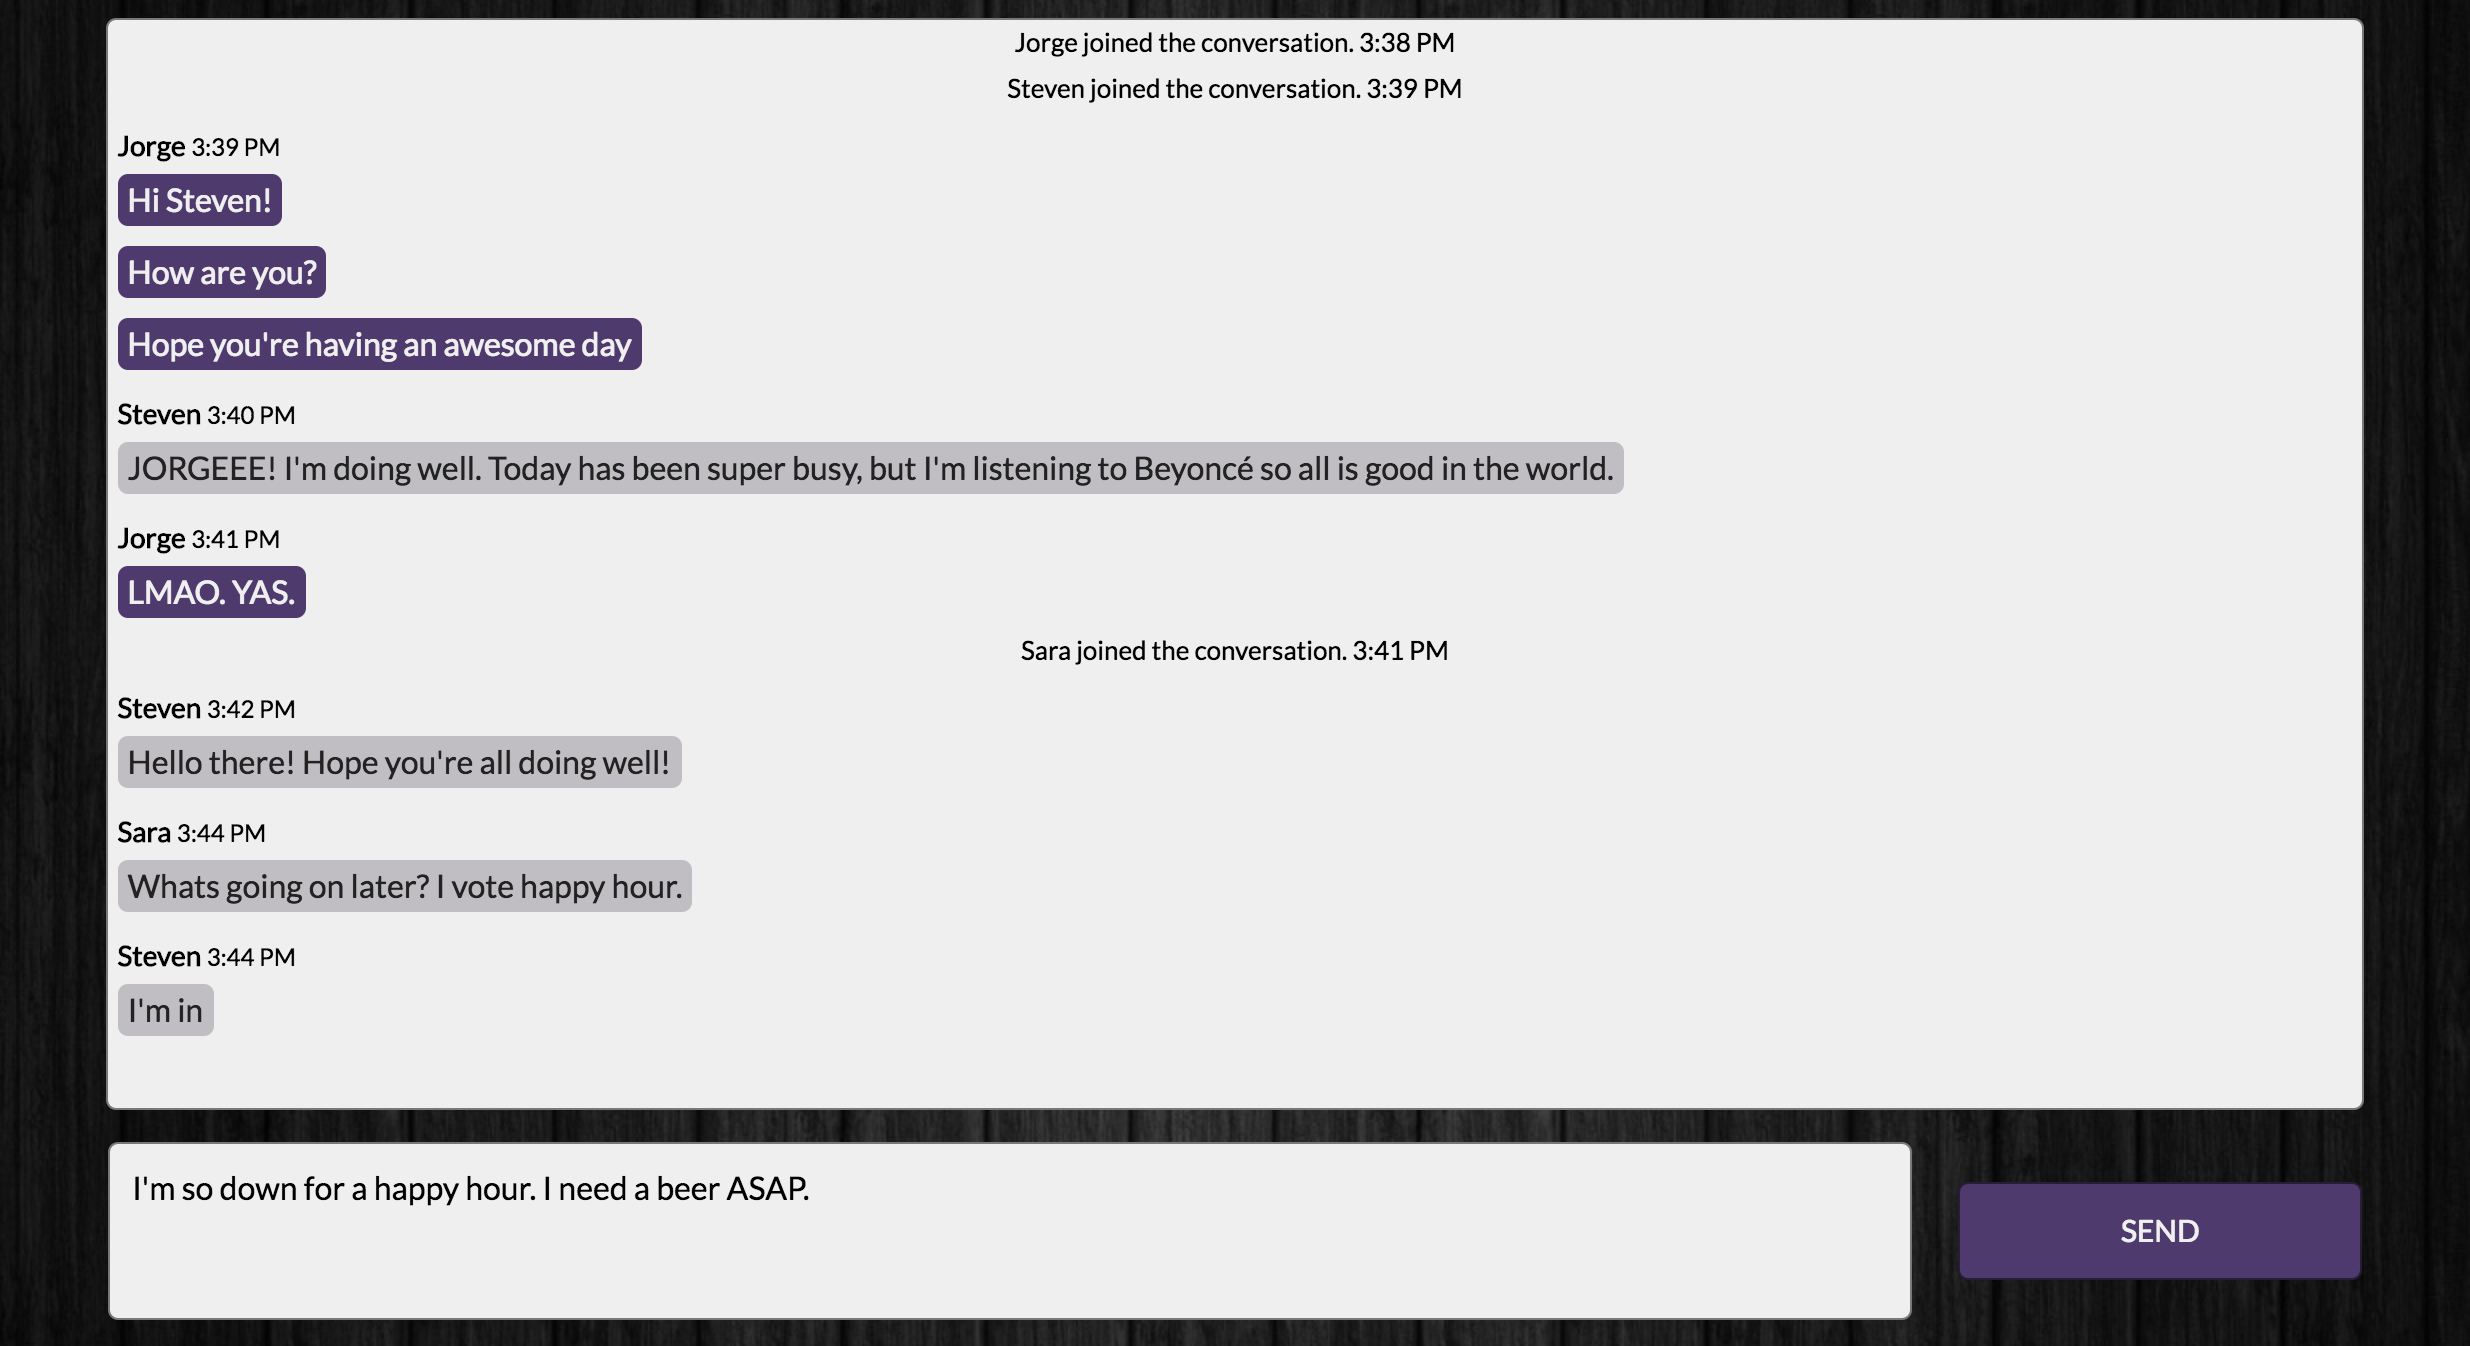 Jorge joined the conversation. 3:38 PM
Steven joined the conversation. 3:39 PM
Jorge 3:39 PM
Hi Steven!
How are you?
Hope you're having an awesome day
Steven 3:40 PM
JORGEEE! I'm doing well. Today has been super busy, but I'm listening to Beyoncé so all is good in the world.
Jorge 3:41 PM
LMAO. YAS.
Sara joined the conversation. 3:41 PM
Steven 3:42 PM
Hello there! Hope you're all doing well!
Sara 3:44 PM
Whats going on later? I vote happy hour.
Steven 3:44 PM
I'm in
I'm so down for a happy hour. I need a beer ASAP.
SEND